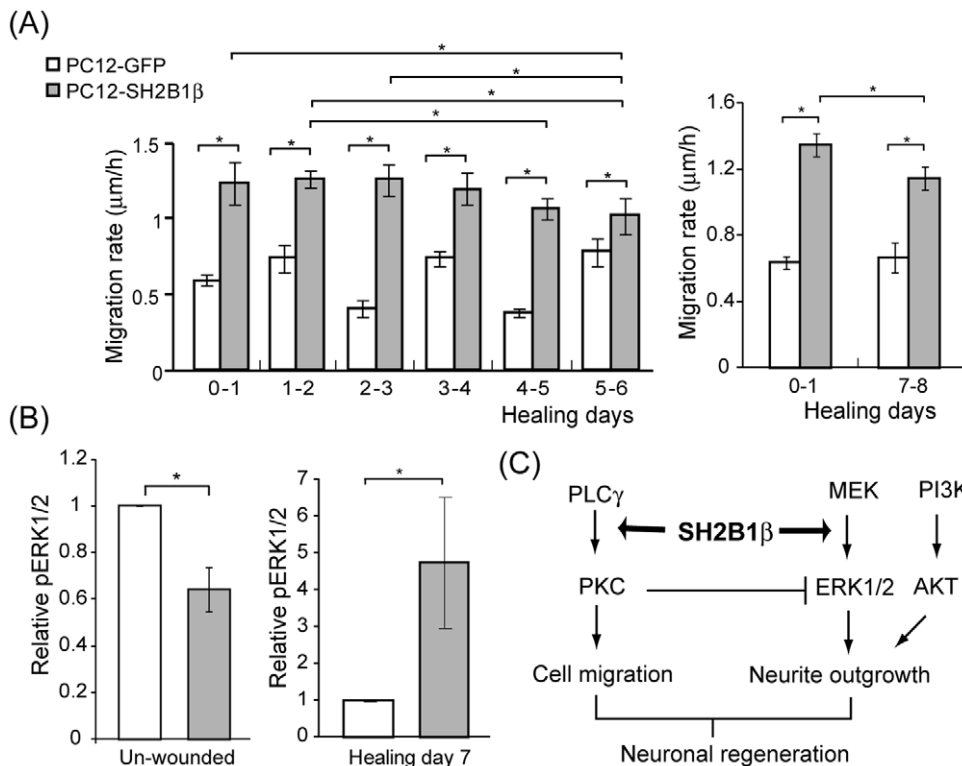 (A)
PC12-GFP
PC12-SH2B1β
*
*
*
*
Migration rate (μm/h)
1.5
1
0.5
0
* * * * * *
0-1 1-2 2-3 3-4 4-5 5-6
Healing days
Migration rate (μm/h)
1.6
1.2
0.8
0.4
0
* * *
0-1 7-8
Healing days
(B)
Relative pERK1/2
1.2
1
0.8
0.6
0.4
0.2
0
*
Un-wounded
Relative pERK1/2
7
6
5
4
3
2
1
0
*
Healing day 7
(C)
PLCγ MEK PI3K
SH2B1β
PKC ERK1/2 AKT
Cell migration Neurite outgrowth
Neuronal regeneration